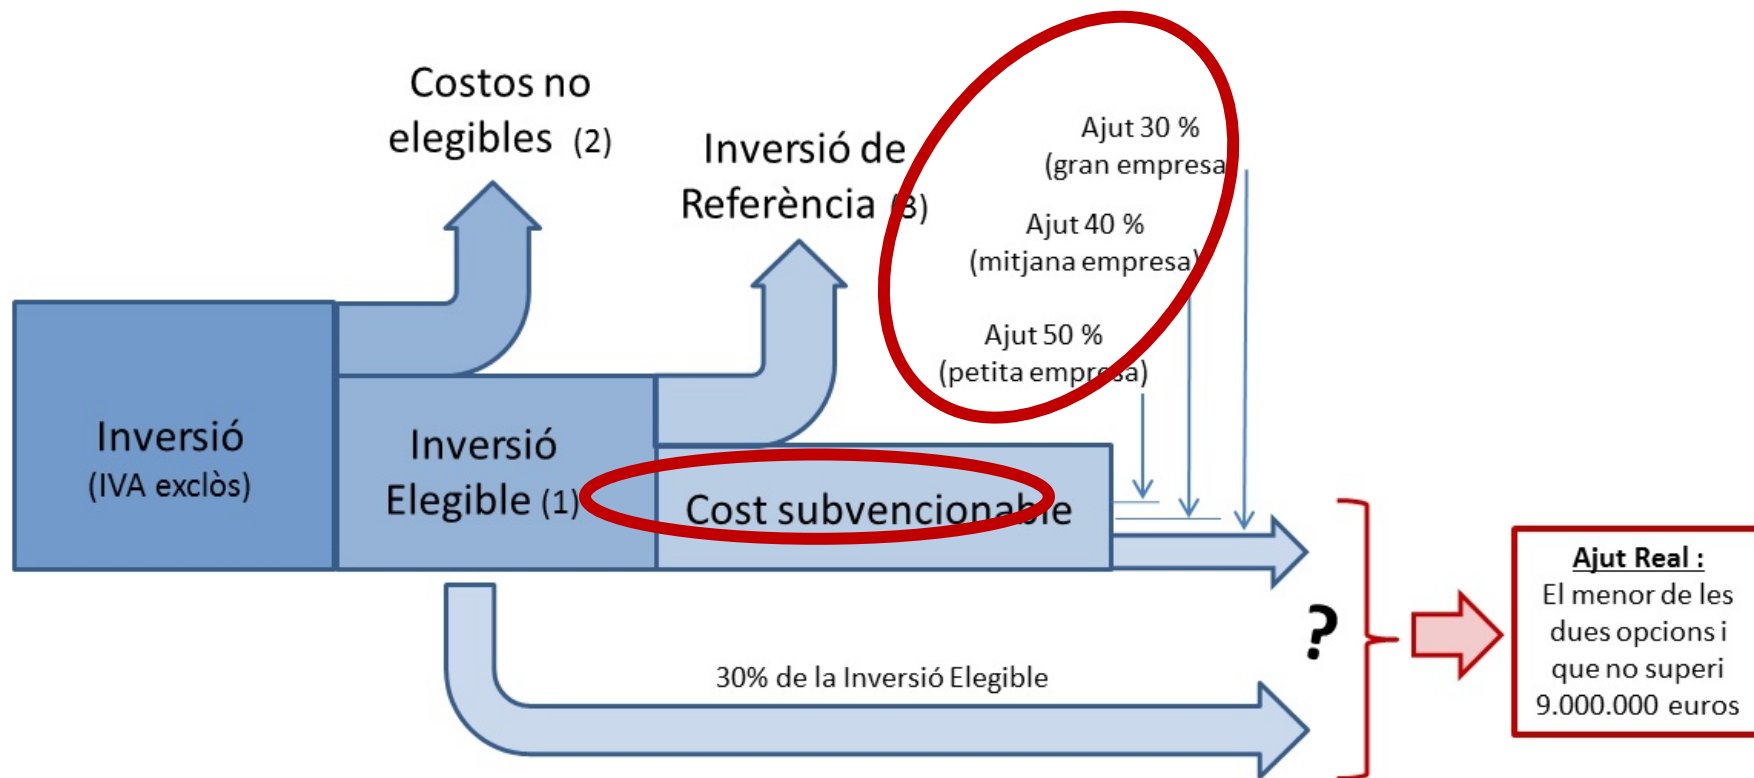 Costos no
elegibles (2)
Inversió de
Referència (3)
Ajut 30 %
(gran empresa
Ajut 40 %
(mitjana empresa)
Ajut 50 %
(petita empresa)
Inversió
(IVA exclòs)
Inversió
Elegible (1)
Cost subvencionable
30% de la Inversió Elegible
?
Ajut Real :
El menor de les
dues opcions i
que no superi
9.000.000 euros